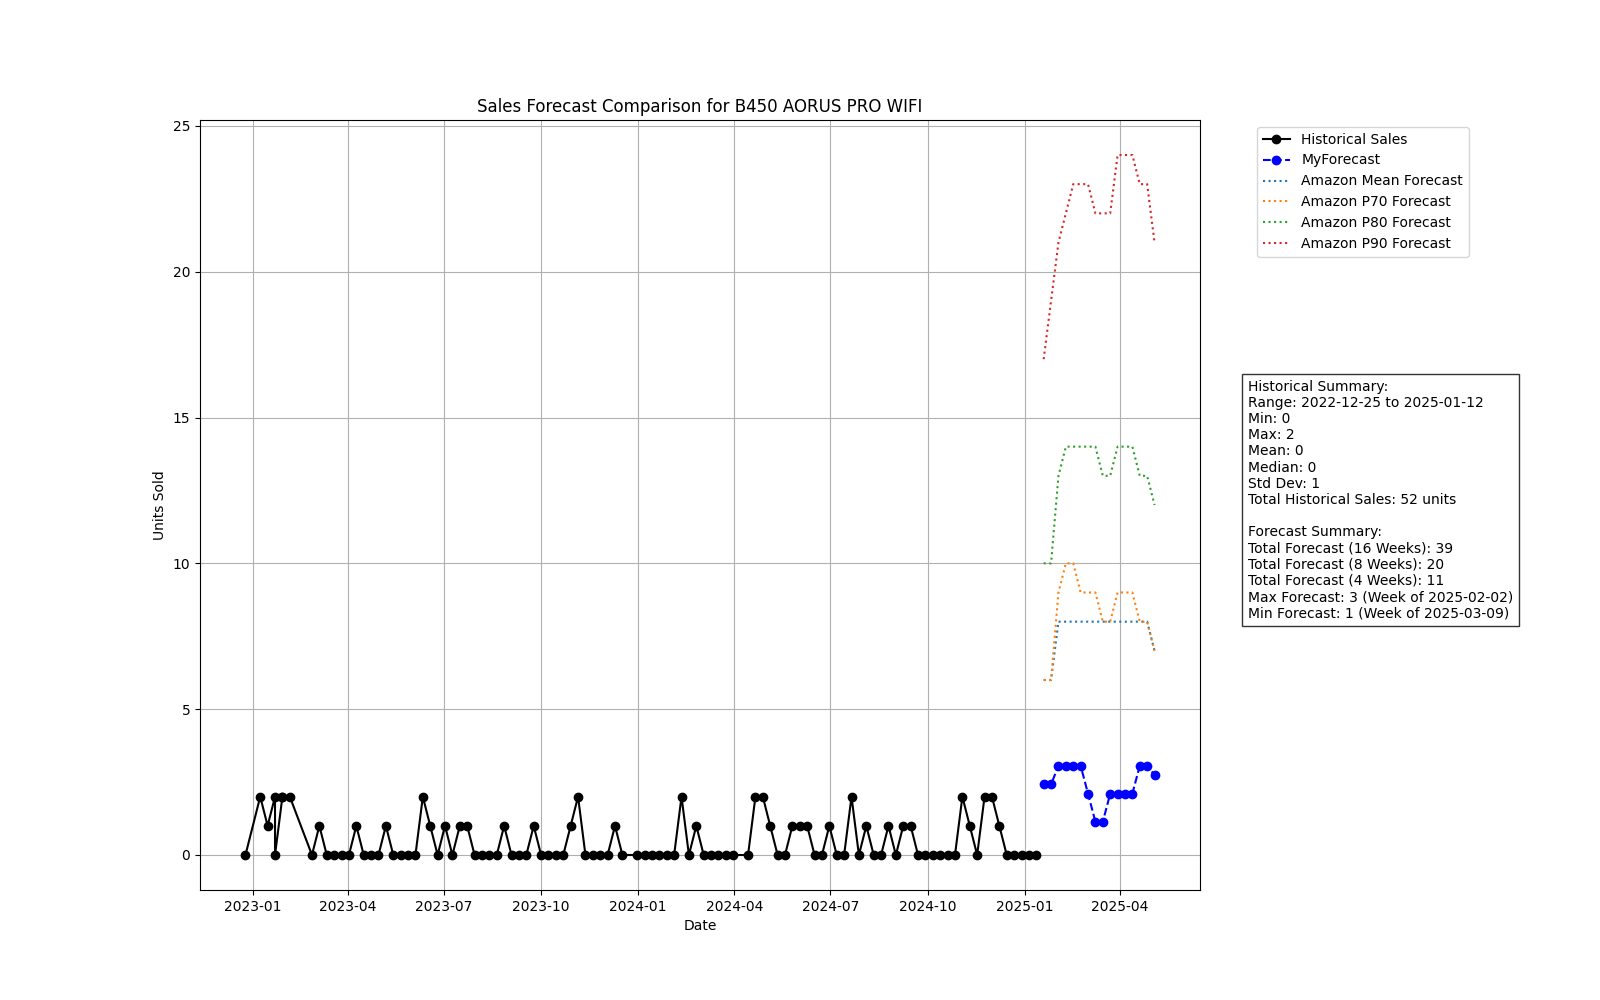 Sales Forecast Comparison for B450 AORUS PRO WIFI
25
20
15
10
5
0
Units Sold
2023-01 2023-04 2023-07 2023-10 2024-01 2024-04 2024-07 2024-10 2025-01 2025-04
Date
Historical Sales
MyForecast
Amazon Mean Forecast
Amazon P70 Forecast
Amazon P80 Forecast
Amazon P90 Forecast
Historical Summary:
Range: 2022-12-25 to 2025-01-12
Min: 0
Max: 2
Mean: 0
Median: 0
Std Dev: 1
Total Historical Sales: 52 units
Forecast Summary:
Total Forecast (16 Weeks): 39
Total Forecast (8 Weeks): 20
Total Forecast (4 Weeks): 11
Max Forecast: 3 (Week of 2025-02-02)
Min Forecast: 1 (Week of 2025-03-09)